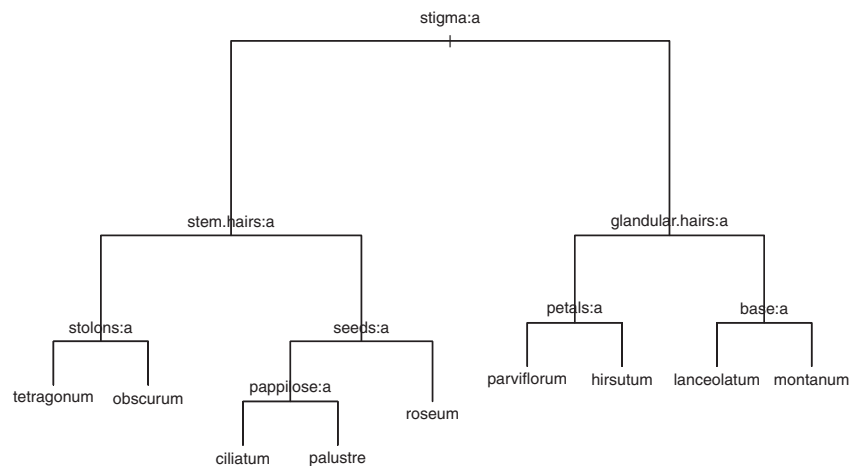 stigma:a
stem.hairs:a
glandular.hairs:a
stolons:a
seeds:a
petals:a
base:a
tetragonum
obscurum
pappilose:a
roseum
parviflorum
hirsutum
lanceolatum
montanum
ciliatum
palustre